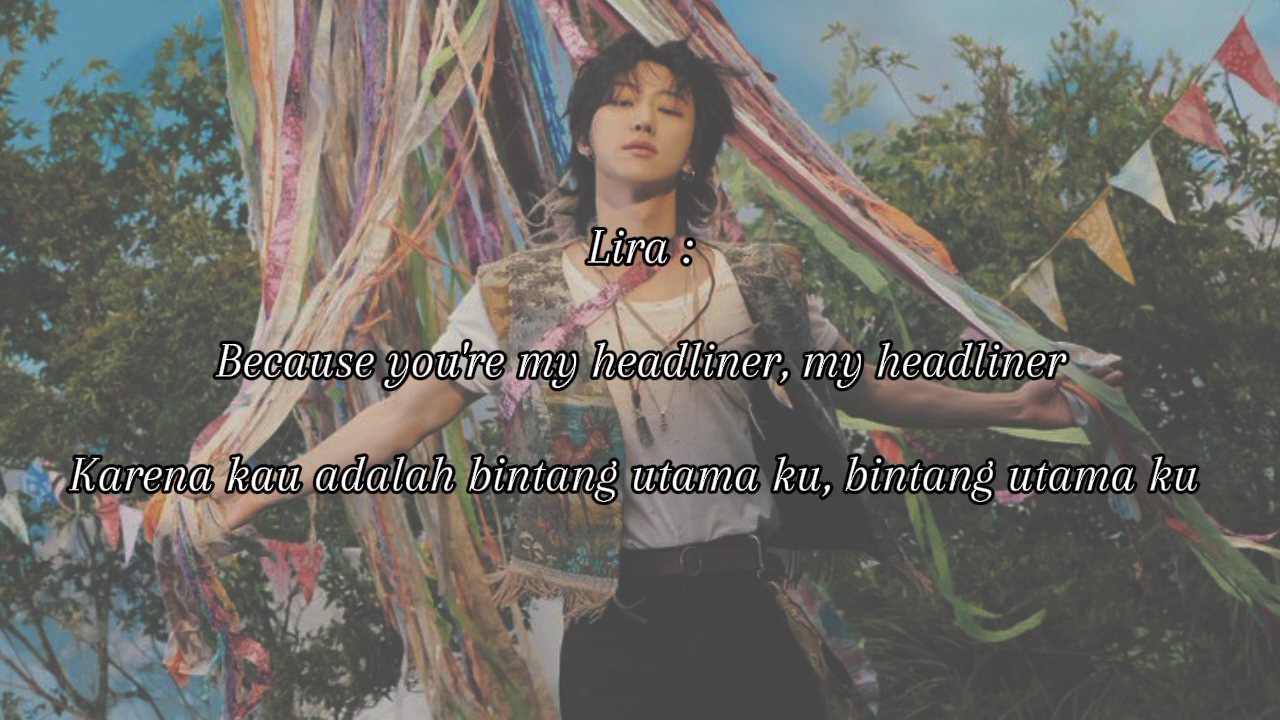 Lira :
Because you're my headliner, my headliner
Karena kau adalah bintang utama ku, bintang utama ku